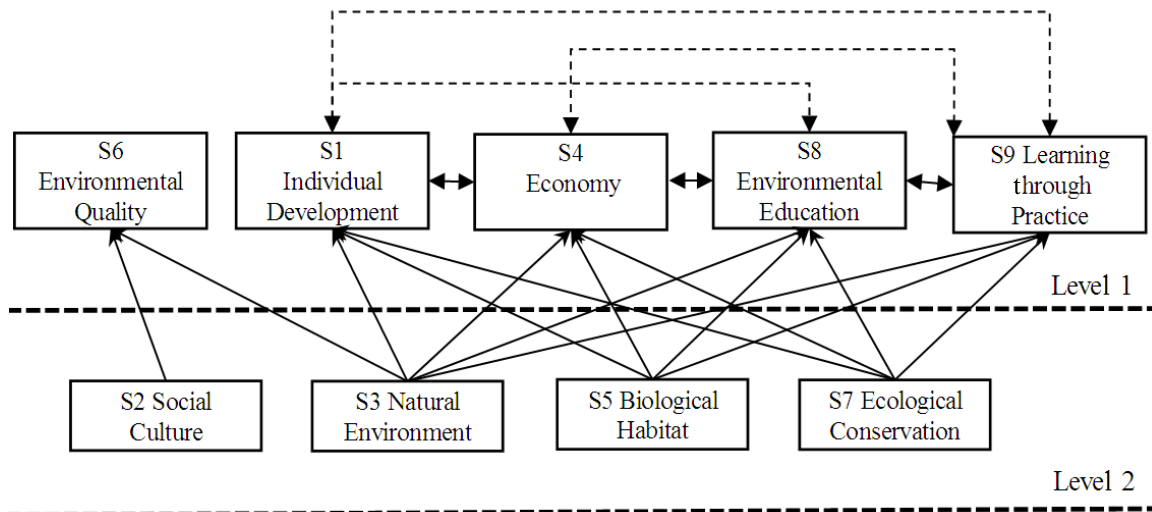 S6
Environmental
Quality
S1
Individual
Development
S4
Economy
S8
Environmental
Education
S9 Learning
through
Practice
Level 1
S2 Social
Culture
S3 Natural
Environment
S5 Biological
Habitat
S7 Ecological
Conservation
Level 2